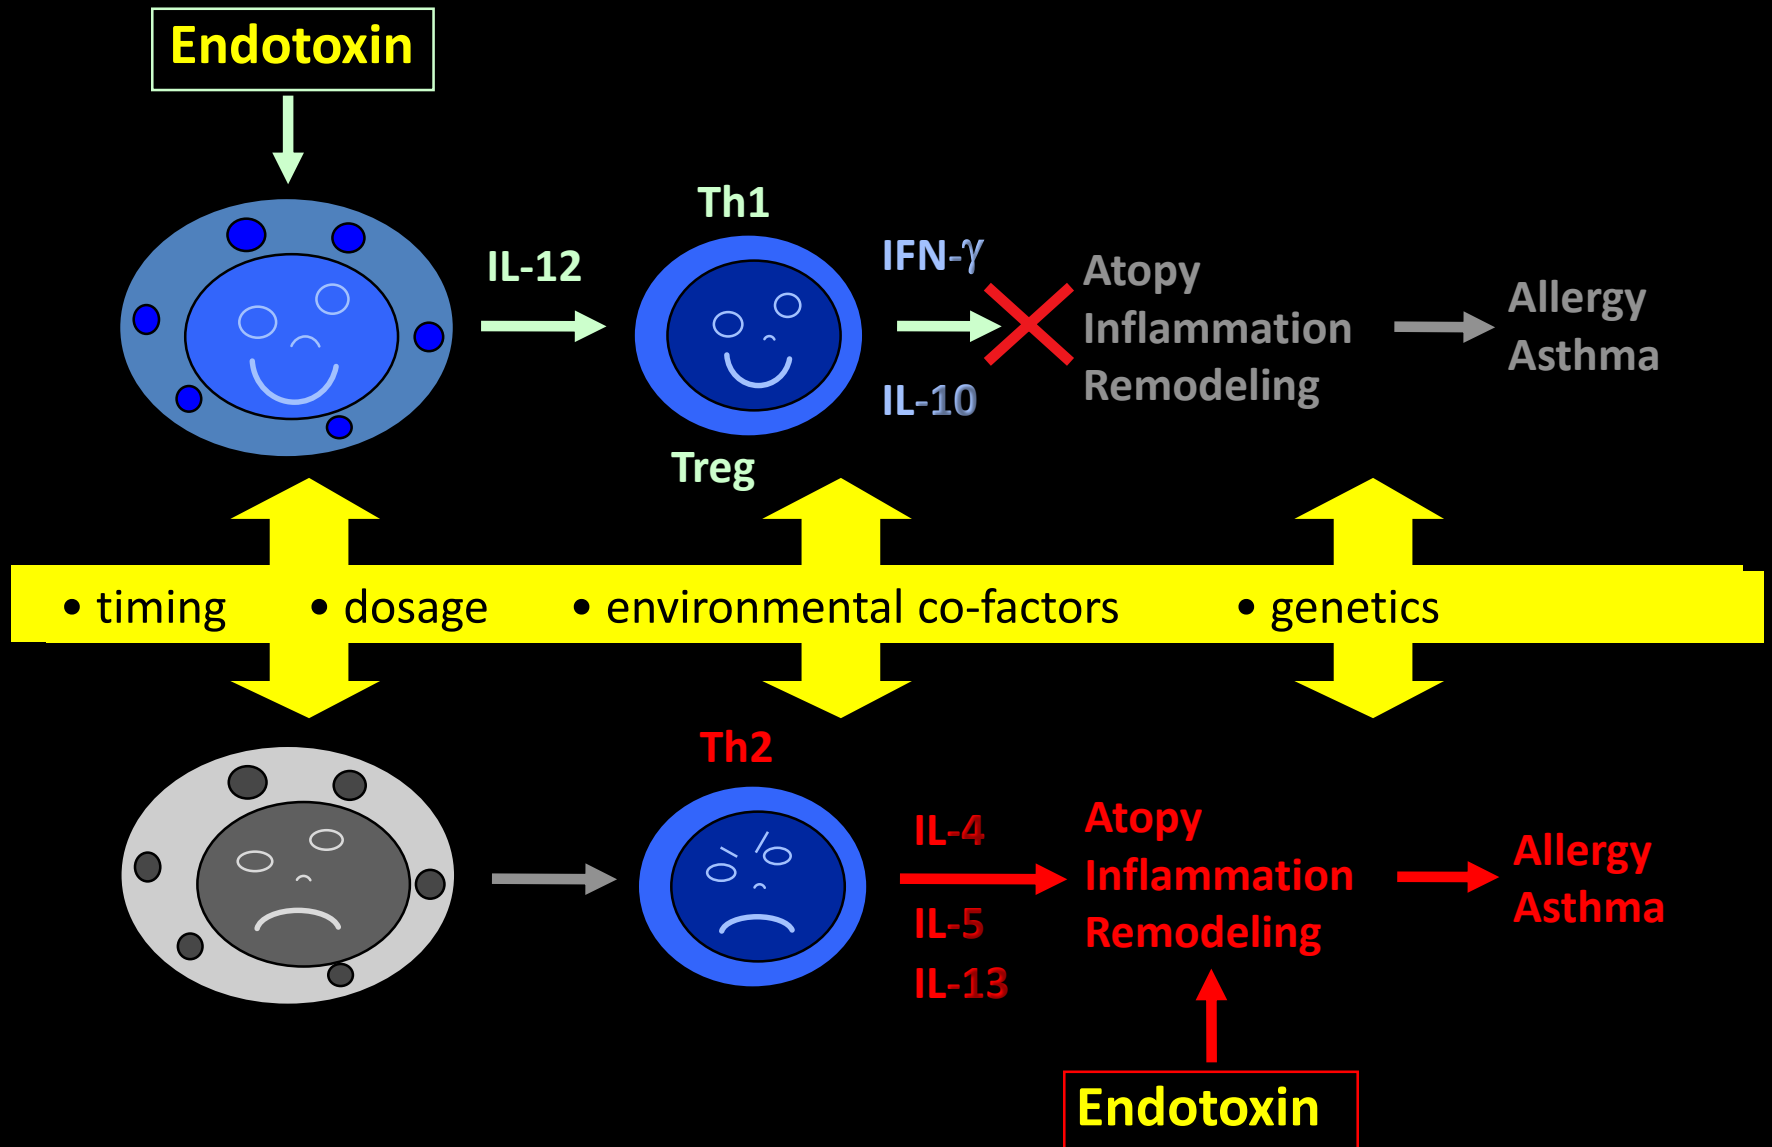 Endotoxin
Th1
IL-12
IFN-γ
Atopy
Inflammation
Remodeling
Allergy
Asthma
IL-10
Treg
• timing • dosage • environmental co-factors • genetics
Th2
IL-4
IL-5
IL-13
Atopy
Inflammation
Remodeling
Allergy
Asthma
Endotoxin